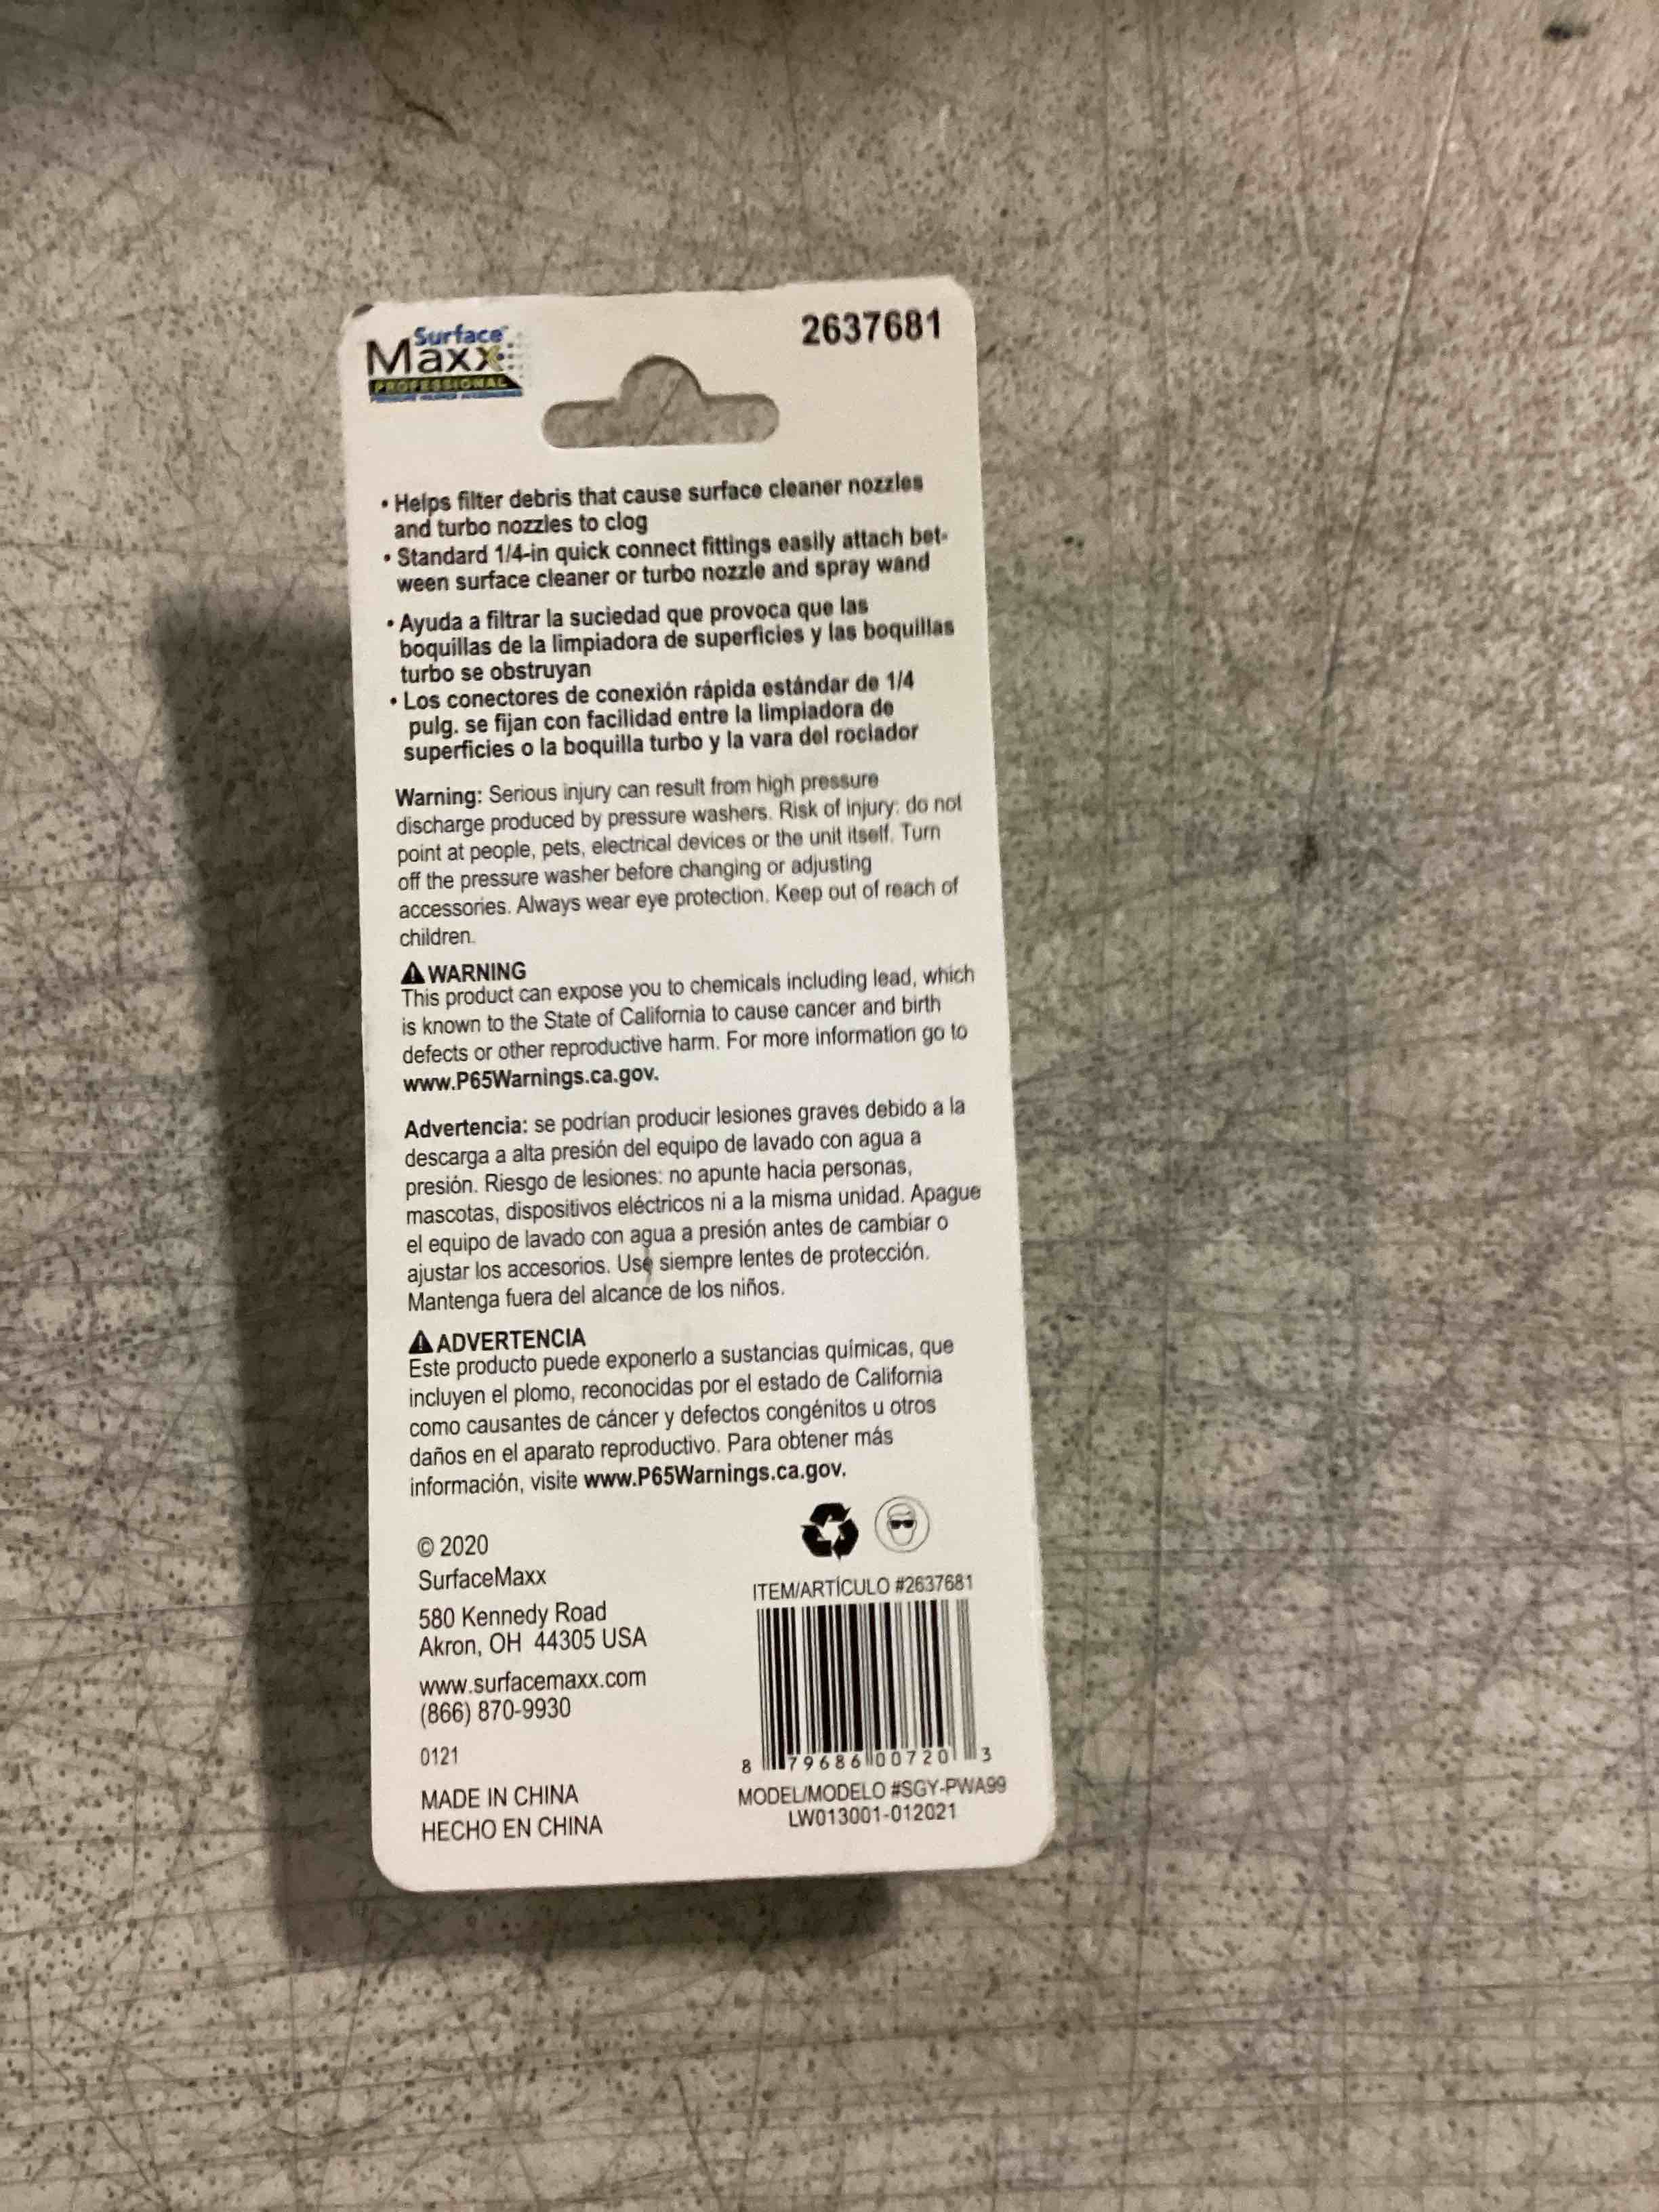 Surface
Maxx
PROFESSIONAL
PRESSURE WASHER ACCESSORIES
2637681
• Helps filter debris that cause surface cleaner nozzles
and turbo nozzles to clog
• Standard 1/4-in quick connect fittings easily attach bet-
ween surface cleaner or turbo nozzle and spray wand
• Ayuda a filtrar la suciedad que provoca que las
boquillas de la limpiadora de superficies y las boquillas
turbo se obstruyan
• Los conectores de conexión rápida estándar de 1/4
pulg. se fijan con facilidad entre la limpiadora de
superficies o la boquilla turbo y la vara del rociador
Warning: Serious injury can result from high pressure
discharge produced by pressure washers. Risk of injury: do not
point at people, pets, electrical devices or the unit itself. Turn
off the pressure washer before changing or adjusting
accessories. Always wear eye protection. Keep out of reach of
children.
⚠ WARNING
This product can expose you to chemicals including lead, which
is known to the State of California to cause cancer and birth
defects or other reproductive harm. For more information go to
www.P65Warnings.ca.gov.
Advertencia: se podrían producir lesiones graves debido a la
descarga a alta presión del equipo de lavado con agua a
presión. Riesgo de lesiones: no apunte hacia personas,
mascotas, dispositivos eléctricos ni a la misma unidad. Apague
el equipo de lavado con agua a presión antes de cambiar o
ajustar los accesorios. Use siempre lentes de protección.
Mantenga fuera del alcance de los niños.
⚠ ADVERTENCIA
Este producto puede exponerlo a sustancias químicas, que
incluyen el plomo, reconocidas por el estado de California
como causantes de cáncer y defectos congénitos u otros
daños en el aparato reproductivo. Para obtener más
información, visite www.P65Warnings.ca.gov.
© 2020
SurfaceMaxx
580 Kennedy Road
Akron, OH 44305 USA
www.surfacemaxx.com
(866) 870-9930
0121
MADE IN CHINA
HECHO EN CHINA
ITEM/ARTÍCULO #2637681
8 79686 00720 3
MODEL/MODELO #SGY-PWA99
LW013001-012021